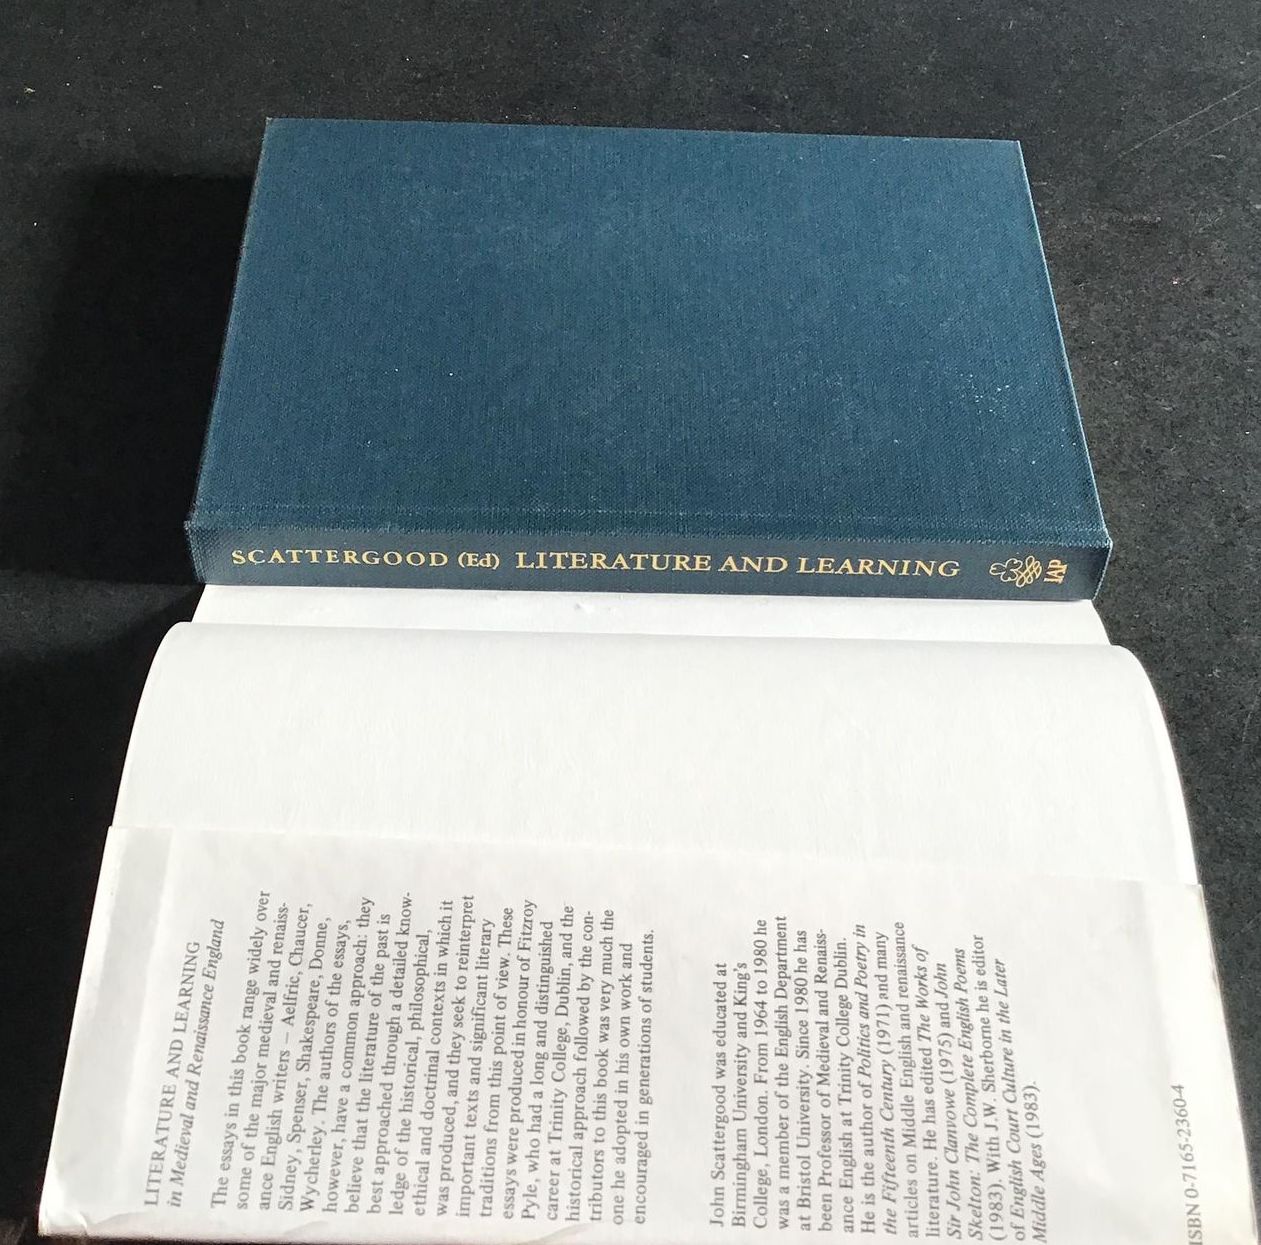 SCATTERGOOD (Ed) LITERATURE AND LEARNING
IAP
LITERATURE AND LEARNING
in Medieval and Renaissance England
The essays in this book range widely over
some of the major medieval and renaiss-
ance English writers – Aelfric, Chaucer,
Sidney, Spenser, Shakespeare, Donne,
Wycherley. The authors of the essays,
however, have a common approach: they
believe that the literature of the past is
best approached through a detailed know-
ledge of the historical, philosophical,
ethical and doctrinal contexts in which it
was produced, and they seek to reinterpret
important texts and significant literary
traditions from this point of view. These
essays were produced in honour of Fitzroy
Pyle, who had a long and distinguished
career at Trinity College, Dublin, and the
historical approach followed by the con-
tributors to this book was very much the
one he adopted in his own work and
encouraged in generations of students.
John Scattergood was educated at
Birmingham University and King's
College, London. From 1964 to 1980 he
was a member of the English Department
at Bristol University. Since 1980 he has
been Professor of Medieval and Renaiss-
ance English at Trinity College Dublin.
He is the author of Politics and Poetry in
the Fifteenth Century (1971) and many
articles on Middle English and renaissance
literature. He has edited The Works of
Sir John Clanvowe (1975) and John
Skelton: The Complete English Poems
(1983). With J.W. Sherborne he is editor
of English Court Culture in the Later
Middle Ages (1983).
ISBN 0-7165-2360-4